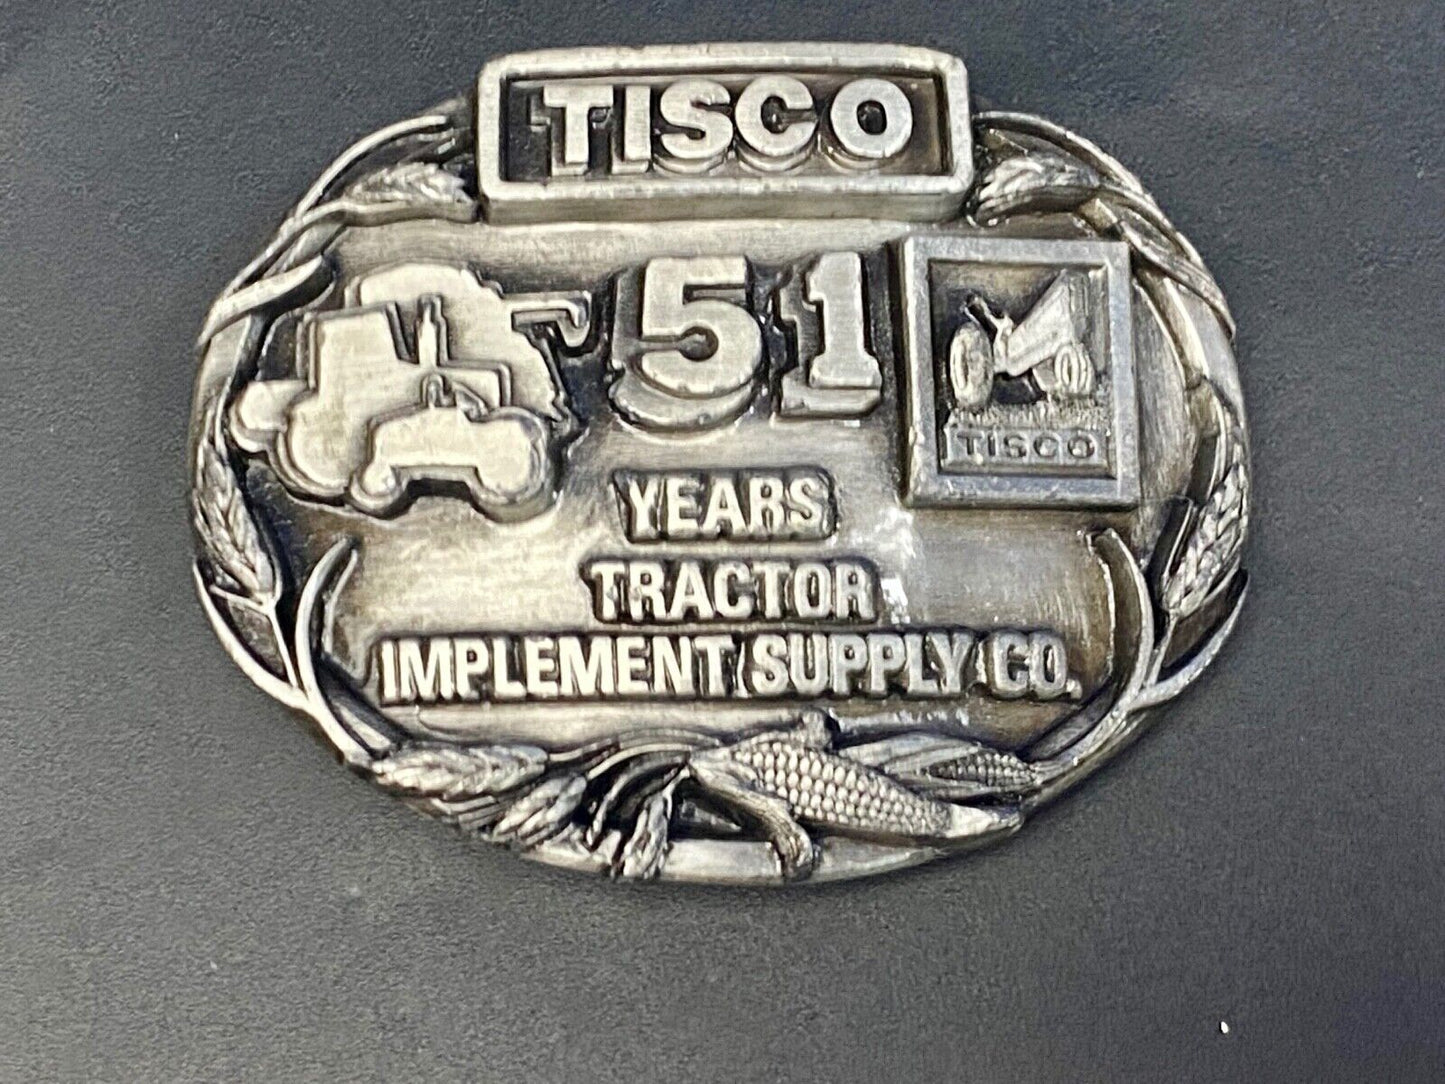 TISCO
51
TISCO
YEARS
TRACTOR
IMPLEMENT SUPPLY CO.